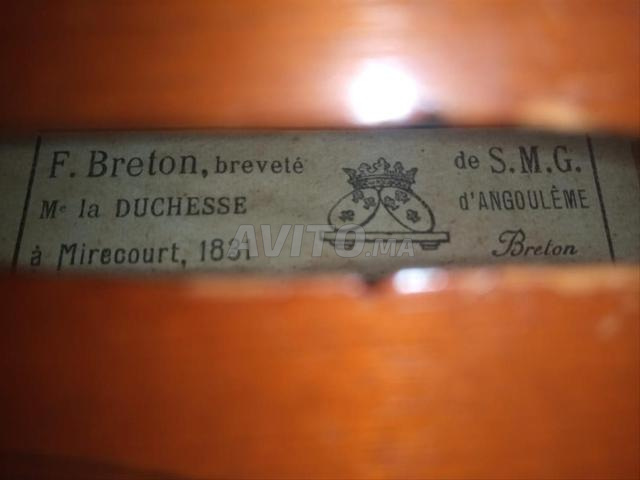 F. Breton, breveté de S.M.G.
Me la DUCHESSE d'ANGOULÊME
à Mirecourt, 1831 Breton
AVITO.MA